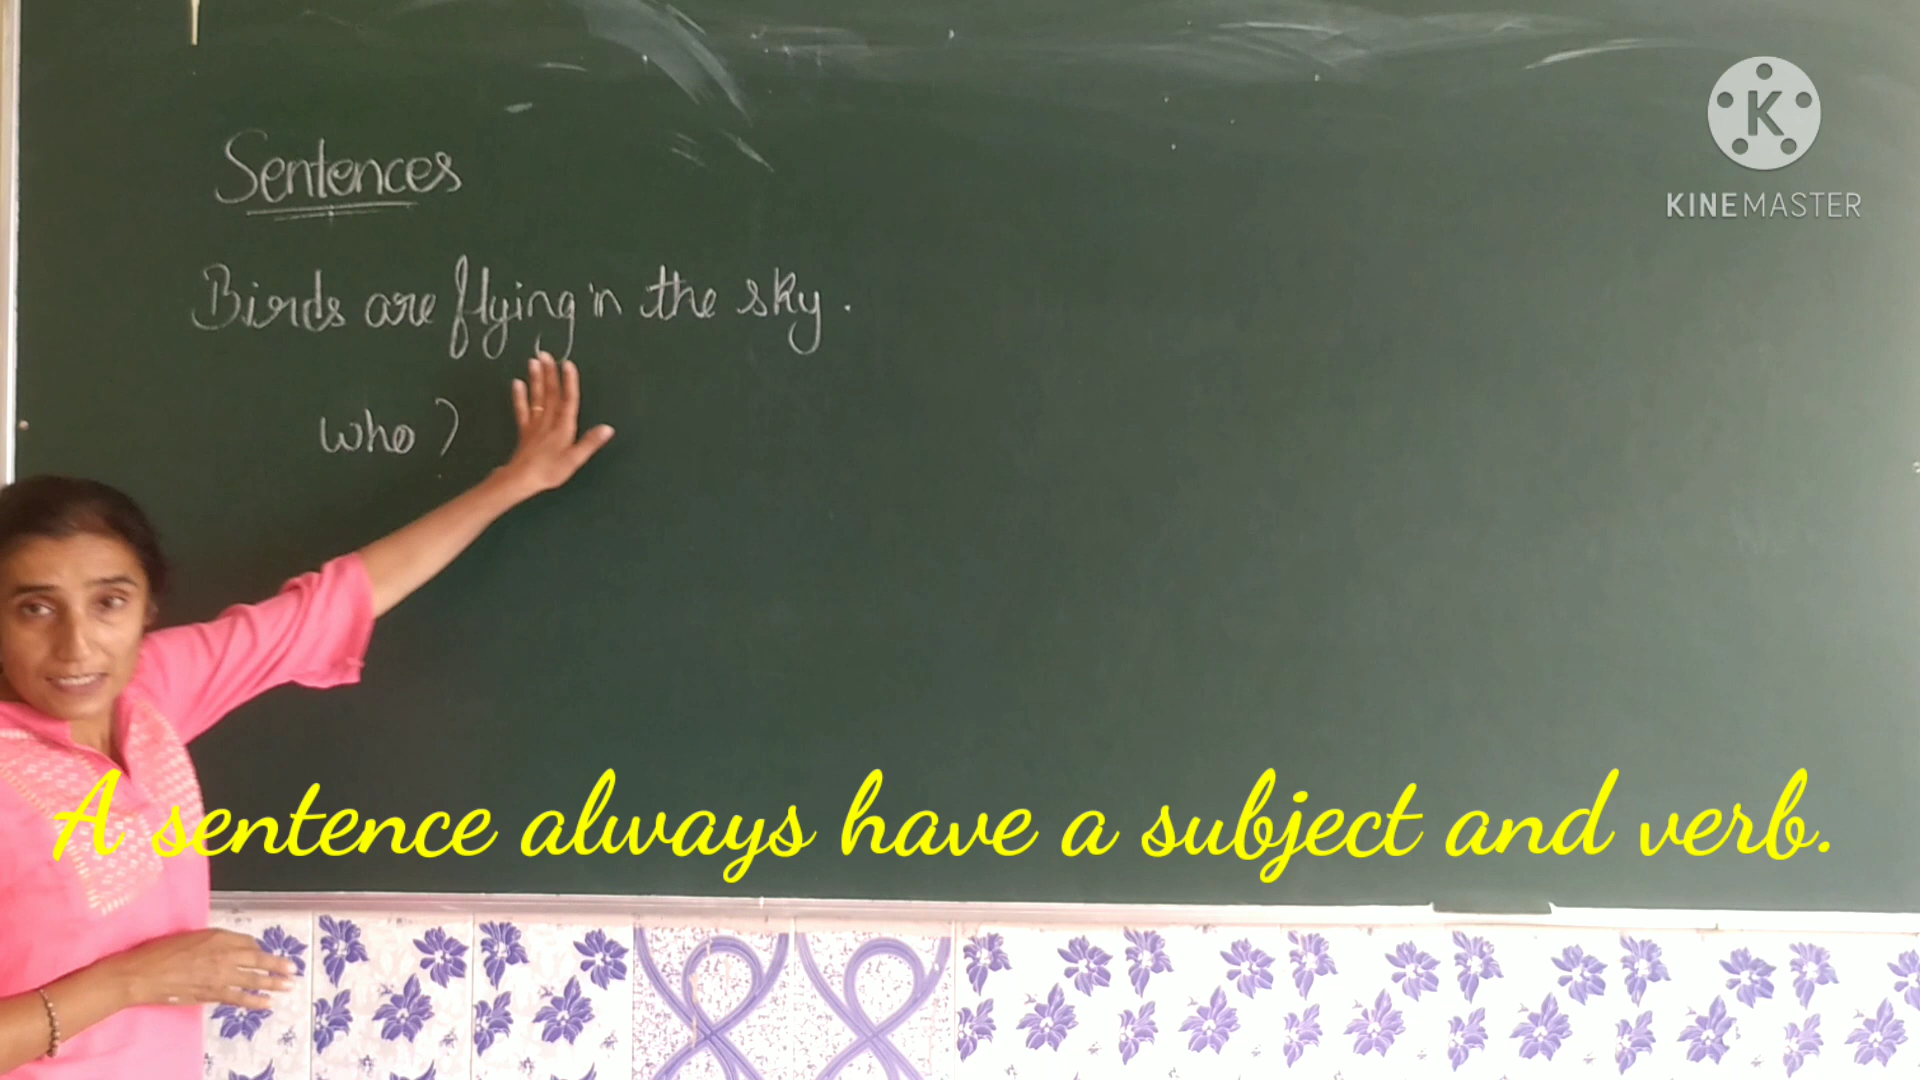 Sentences
Birds are flying in the sky.
who?
K
KINEMASTER
A sentence always have a subject and verb.